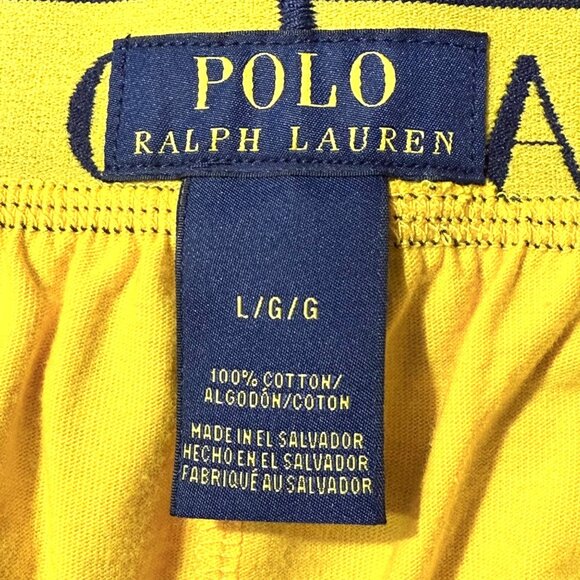 POLO
RALPH LAUREN
L/G/G
100% COTTON/
ALGODÓN/COTON
MADE IN EL SALVADOR
HECHO EN EL SALVADOR
FABRIQUÉ AU SALVADOR